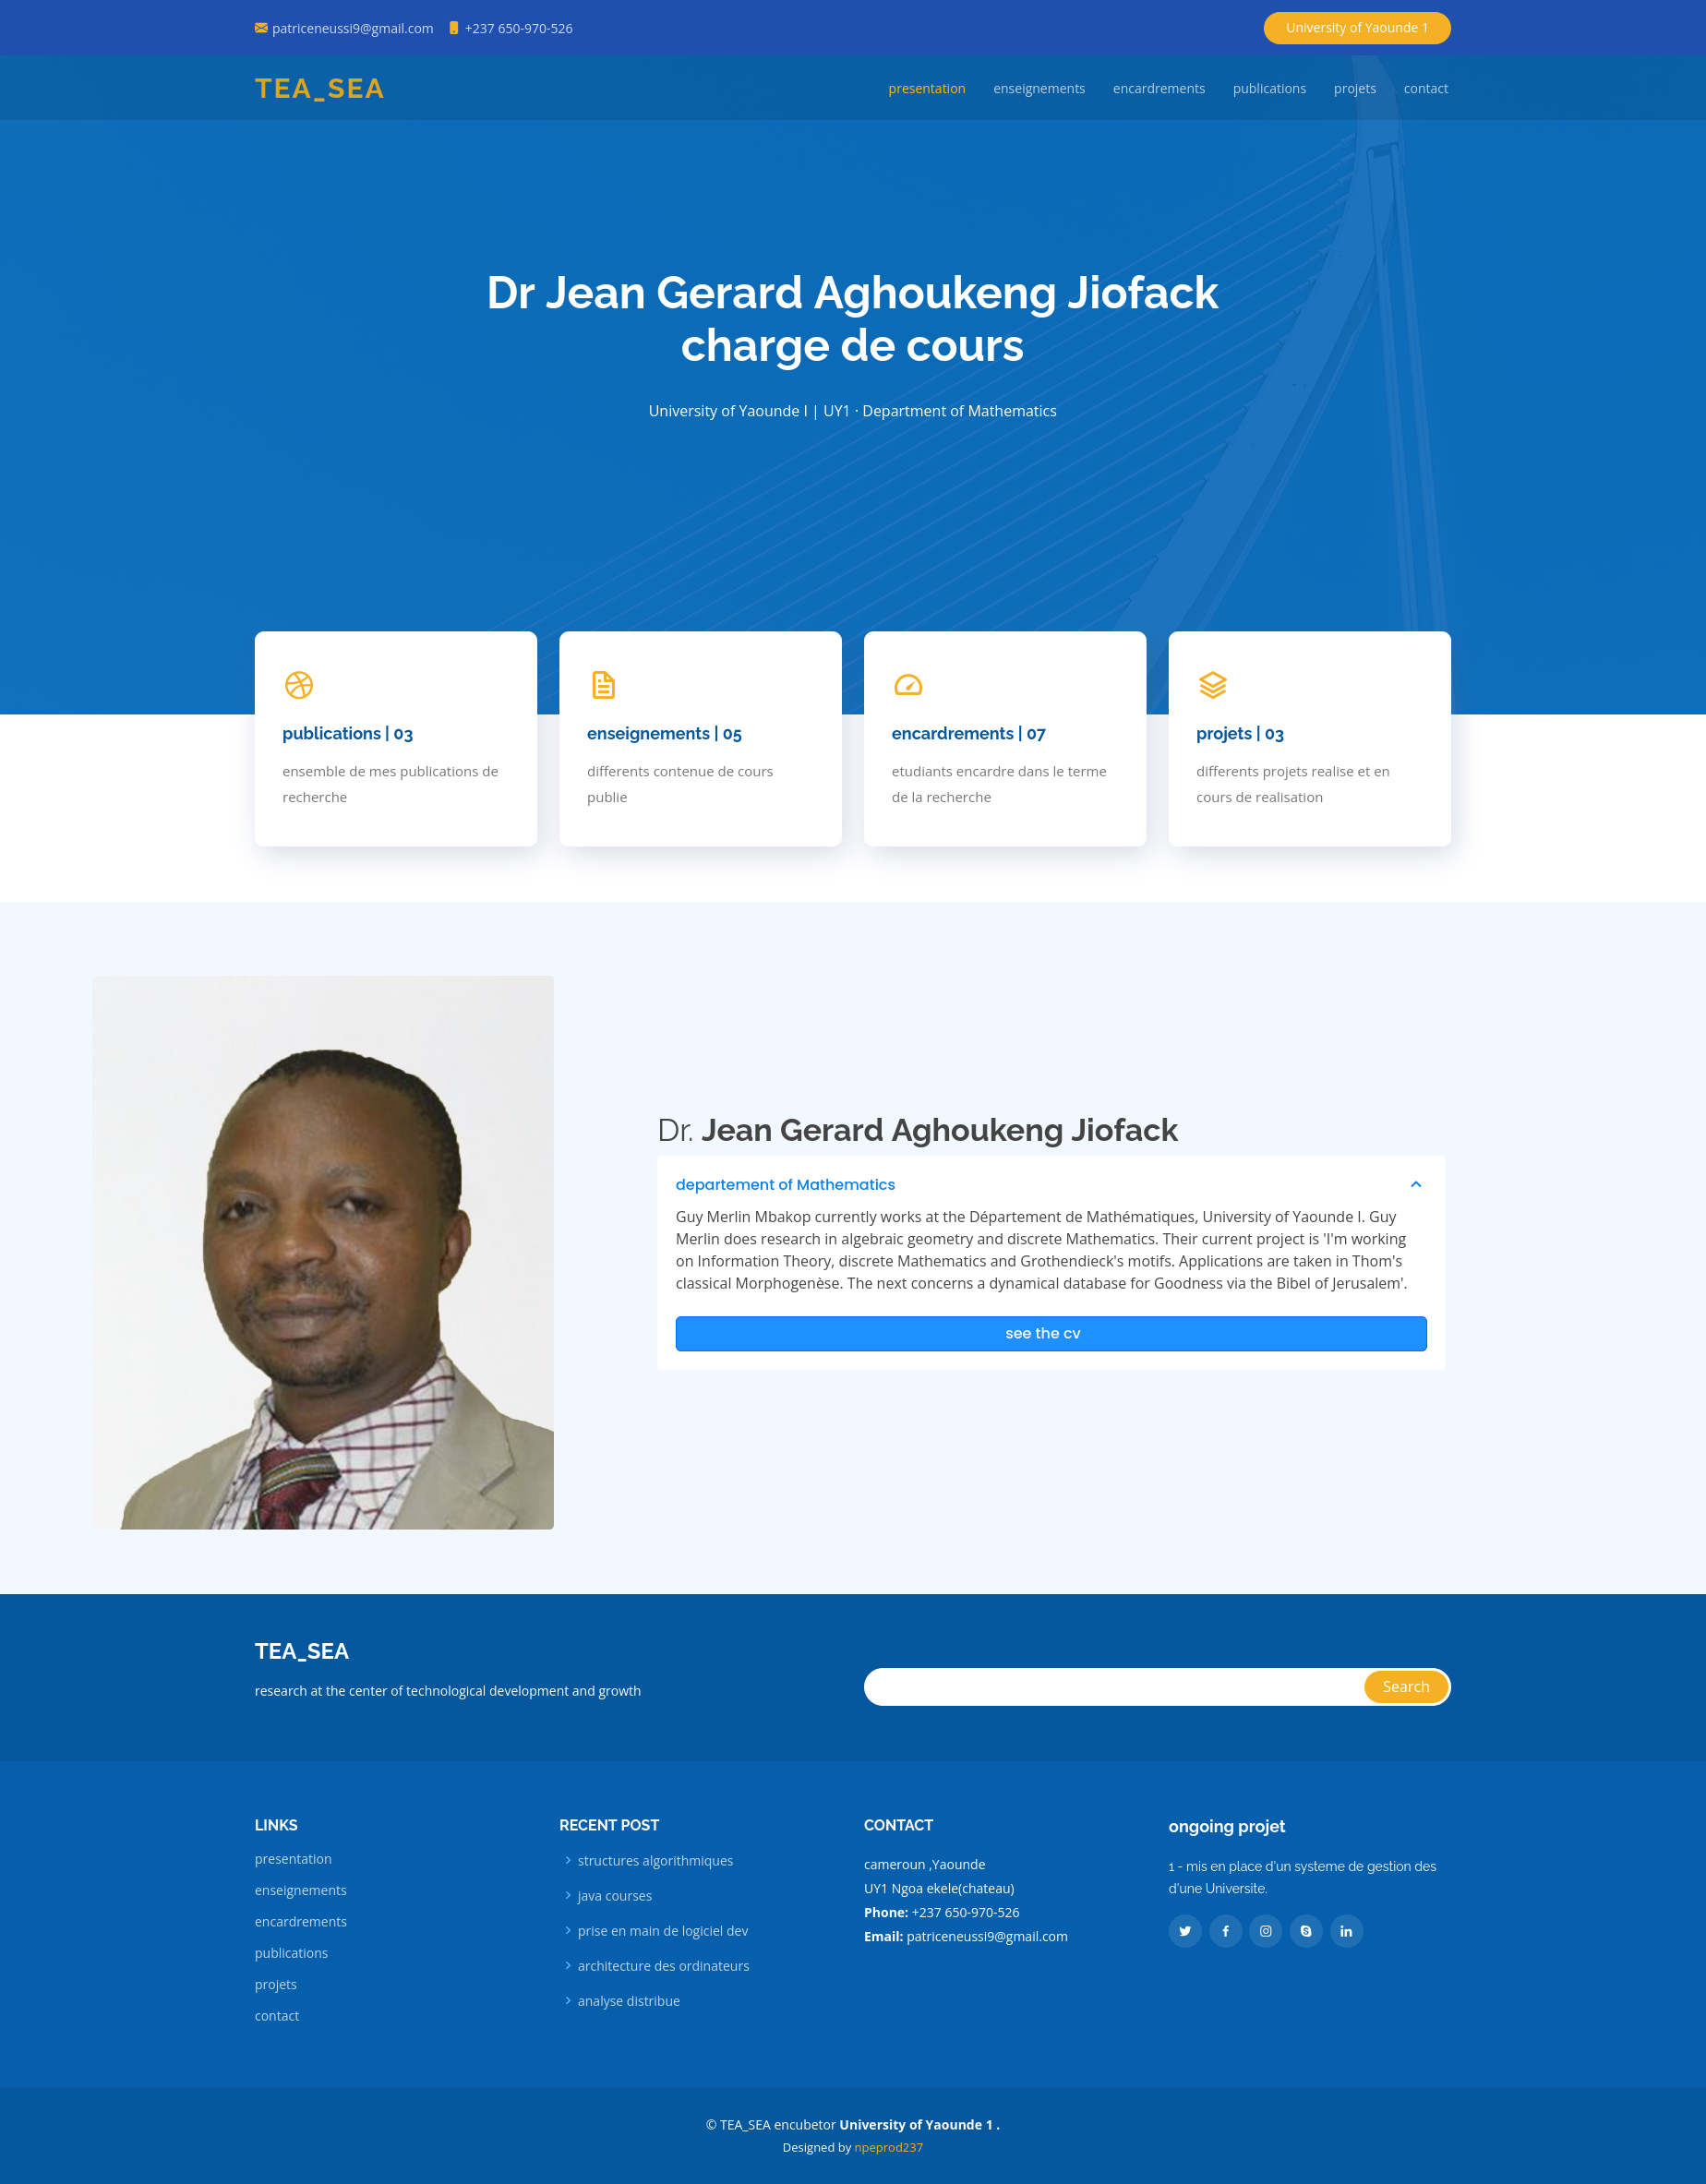 patriceneussi9@gmail.com +237 650-970-526 University of Yaounde 1
TEA_SEA presentation enseignements encardrements publications projets contact
Dr Jean Gerard Aghoukeng Jiofack
charge de cours
University of Yaounde I | UY1 · Department of Mathematics
publications | 03
ensemble de mes publications de
recherche
enseignements | 05
differents contenue de cours
publie
encardrements | 07
etudiants encardre dans le terme
de la recherche
projets | 03
differents projets realise et en
cours de realisation
Dr. Jean Gerard Aghoukeng Jiofack
departement of Mathematics
Guy Merlin Mbakop currently works at the Département de Mathématiques, University of Yaounde I. Guy
Merlin does research in algebraic geometry and discrete Mathematics. Their current project is 'I'm working
on Information Theory, discrete Mathematics and Grothendieck's motifs. Applications are taken in Thom's
classical Morphogenèse. The next concerns a dynamical database for Goodness via the Bibel of Jerusalem'.
see the cv
TEA_SEA
research at the center of technological development and growth
Search
LINKS
presentation
enseignements
encardrements
publications
projets
contact
RECENT POST
structures algorithmiques
java courses
prise en main de logiciel dev
architecture des ordinateurs
analyse distribue
CONTACT
cameroun ,Yaounde
UY1 Ngoa ekele(chateau)
Phone: +237 650-970-526
Email: patriceneussi9@gmail.com
ongoing projet
1 - mis en place d'un systeme de gestion des
d'une Universite.
© TEA_SEA encubetor University of Yaounde 1 .
Designed by npeprod237